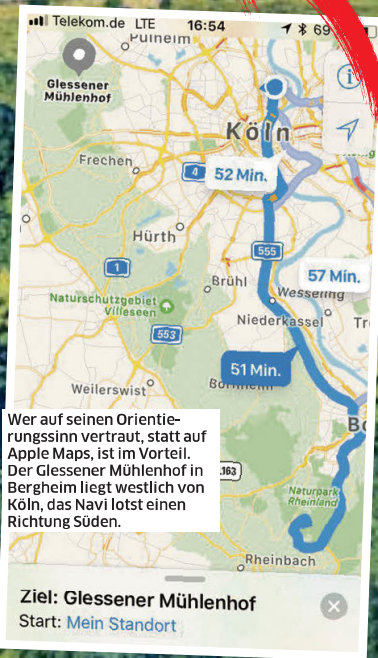 Telekom.de LTE 16:54 69
Pulheim
Glessener
Mühlenhof
Köln
Frechen
4
52 Min.
Hürth
555
1
57 Min.
Brühl
Wesseling
Naturschutzgebiet
Villeseen
Niederkassel
553
51 Min.
Bornheim
Weilerswist
Wer auf seinen Orientie-
rungssinn vertraut, statt auf
Apple Maps, ist im Vorteil.
Der Glessener Mühlenhof in
Bergheim liegt westlich von
Köln, das Navi lotst einen
Richtung Süden.
163
Naturpark
Rheinland
Rheinbach
Ziel: Glessener Mühlenhof
Start: Mein Standort